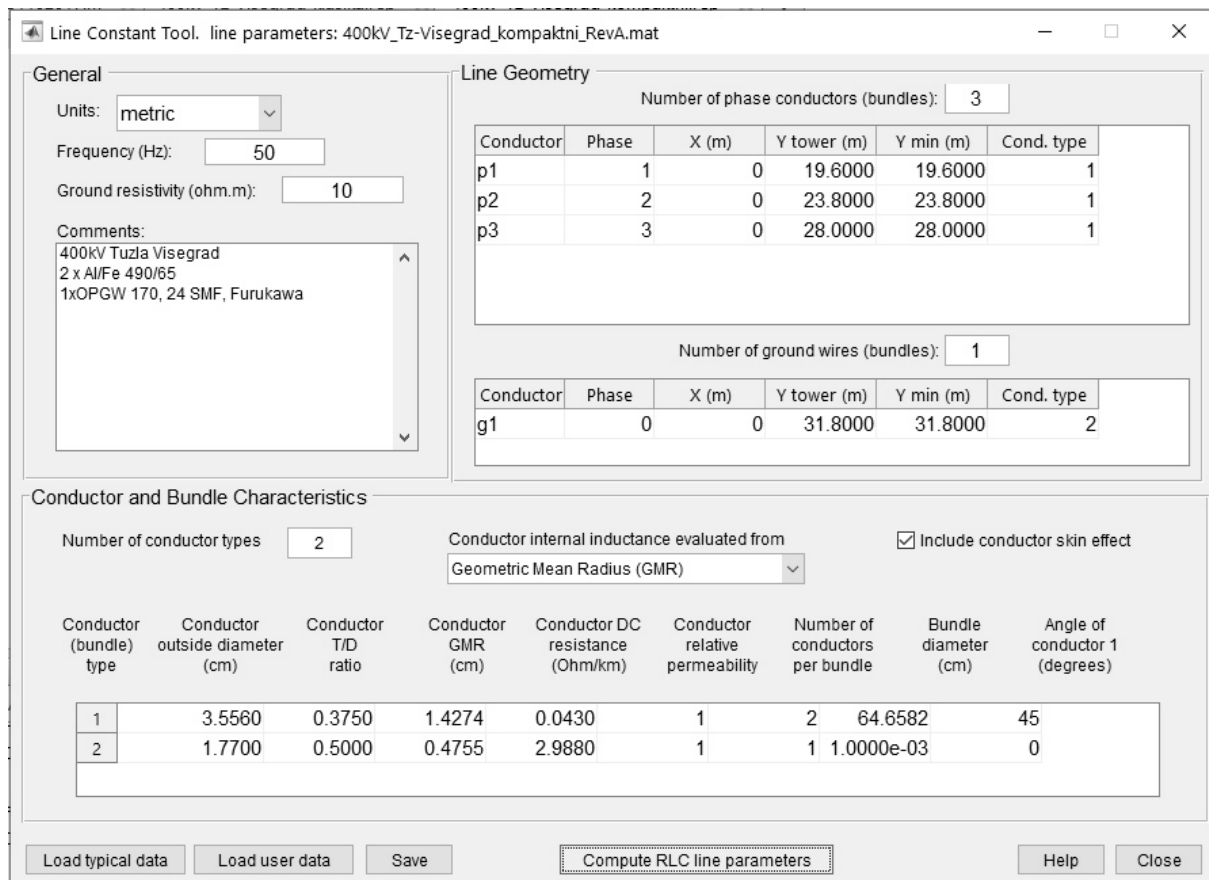 Line Constant Tool. line parameters: 400kV_Tz-Visegrad_kompaktni_RevA.mat
General
Units: metric
Frequency (Hz): 50
Ground resistivity (ohm.m): 10
Comments:
400kV Tuzla Visegrad
2 x Al/Fe 490/65
1xOPGW 170, 24 SMF, Furukawa
Line Geometry
Number of phase conductors (bundles): 3
Conductor Phase X (m) Y tower (m) Y min (m) Cond. type
p1 1 0 19.6000 19.6000 1
p2 2 0 23.8000 23.8000 1
p3 3 0 28.0000 28.0000 1
Number of ground wires (bundles): 1
Conductor Phase X (m) Y tower (m) Y min (m) Cond. type
g1 0 0 31.8000 31.8000 2
Conductor and Bundle Characteristics
Number of conductor types 2
Conductor internal inductance evaluated from
Geometric Mean Radius (GMR)
Include conductor skin effect
Conductor (bundle) type
Conductor outside diameter (cm)
Conductor T/D ratio
Conductor GMR (cm)
Conductor DC resistance (Ohm/km)
Conductor relative permeability
Number of conductors per bundle
Bundle diameter (cm)
Angle of conductor 1 (degrees)
1 3.5560 0.3750 1.4274 0.0430 1 2 64.6582 45
2 1.7700 0.5000 0.4755 2.9880 1 1 1.0000e-03 0
Load typical data
Load user data
Save
Compute RLC line parameters
Help
Close